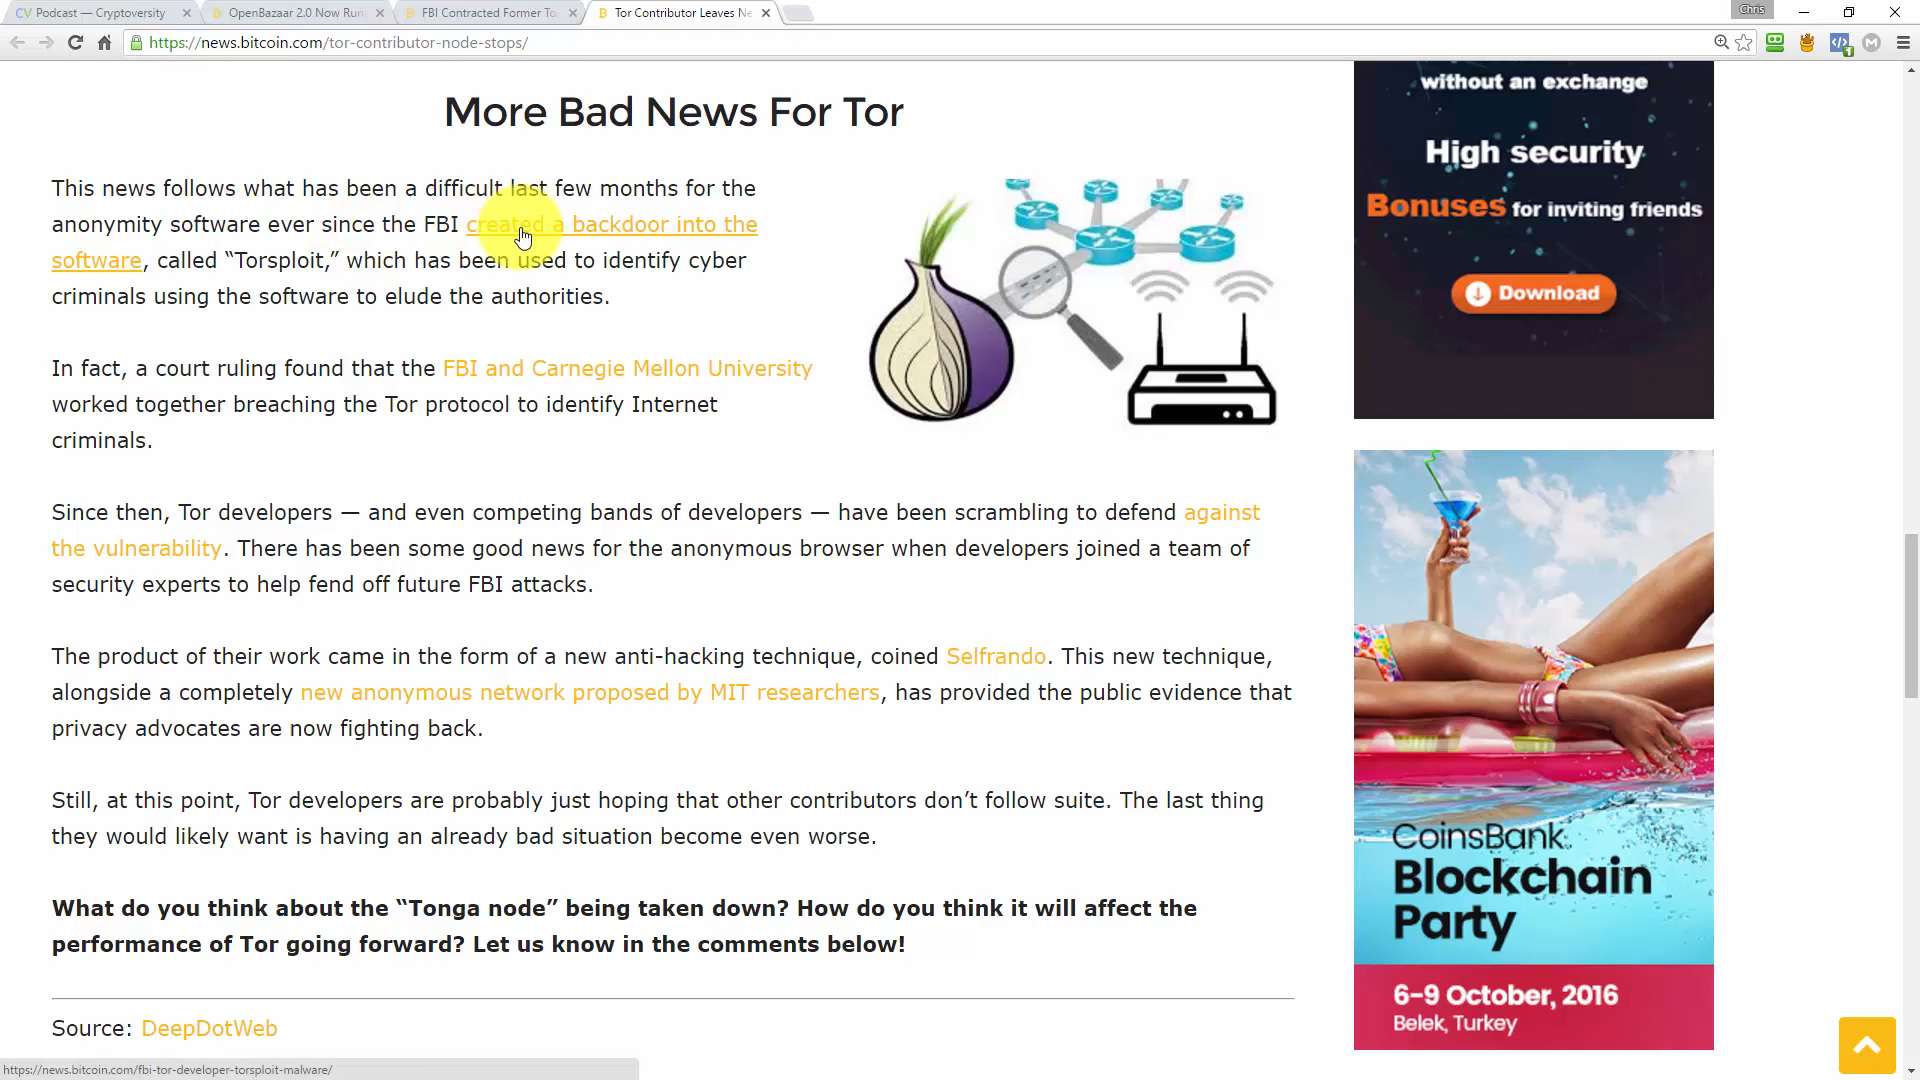 CV Podcast — Cryptoversity
OpenBazaar 2.0 Now Run
FBI Contracted Former To
Tor Contributor Leaves Ne
Chris
https://news.bitcoin.com/tor-contributor-node-stops/
More Bad News For Tor
This news follows what has been a difficult last few months for the
anonymity software ever since the FBI created a backdoor into the
software, called “Torsploit,” which has been used to identify cyber
criminals using the software to elude the authorities.
In fact, a court ruling found that the FBI and Carnegie Mellon University
worked together breaching the Tor protocol to identify Internet
criminals.
Since then, Tor developers — and even competing bands of developers — have been scrambling to defend against
the vulnerability. There has been some good news for the anonymous browser when developers joined a team of
security experts to help fend off future FBI attacks.
The product of their work came in the form of a new anti-hacking technique, coined Selfrando. This new technique,
alongside a completely new anonymous network proposed by MIT researchers, has provided the public evidence that
privacy advocates are now fighting back.
Still, at this point, Tor developers are probably just hoping that other contributors don’t follow suite. The last thing
they would likely want is having an already bad situation become even worse.
What do you think about the “Tonga node” being taken down? How do you think it will affect the
performance of Tor going forward? Let us know in the comments below!
Source: DeepDotWeb
https://news.bitcoin.com/fbi-tor-developer-torsploit-malware/
without an exchange
High security
Bonuses for inviting friends
Download
CoinsBank
Blockchain
Party
6–9 October, 2016
Belek, Turkey